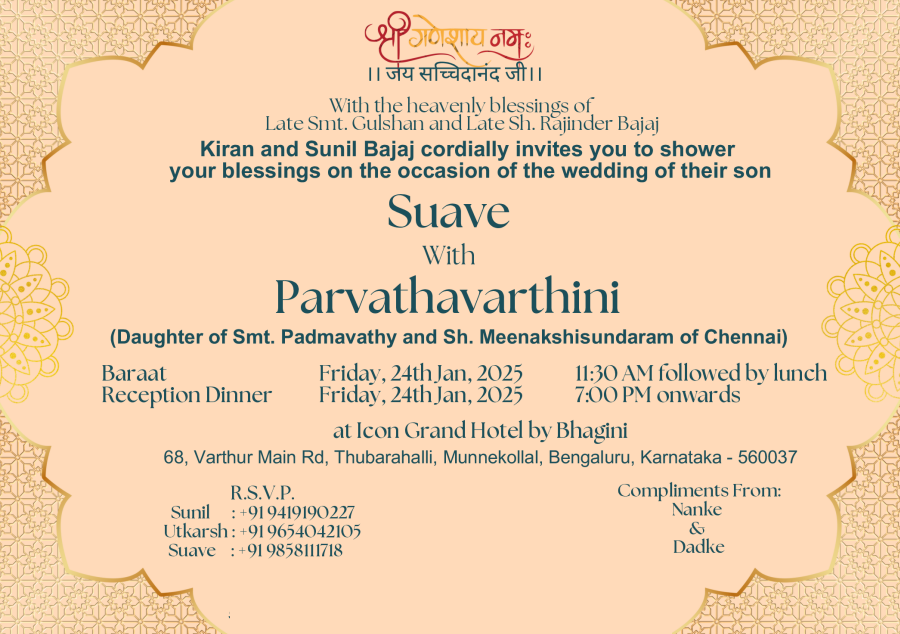 श्री गणेशाय नमः
।। जय सच्चिदानंद जी।।
With the heavenly blessings of
Late Smt. Gulshan and Late Sh. Rajinder Bajaj
Kiran and Sunil Bajaj cordially invites you to shower
your blessings on the occasion of the wedding of their son
Suave
With
Parvathavarthini
(Daughter of Smt. Padmavathy and Sh. Meenakshisundaram of Chennai)
Baraat Friday, 24th Jan, 2025 11:30 AM followed by lunch
Reception Dinner Friday, 24th Jan, 2025 7:00 PM onwards
at Icon Grand Hotel by Bhagini
68, Varthur Main Rd, Thubarahalli, Munnekollal, Bengaluru, Karnataka - 560037
R.S.V.P.
Sunil : +91 9419190227
Utkarsh : +91 9654042105
Suave : +91 9858111718
Compliments From:
Nanke
&
Dadke